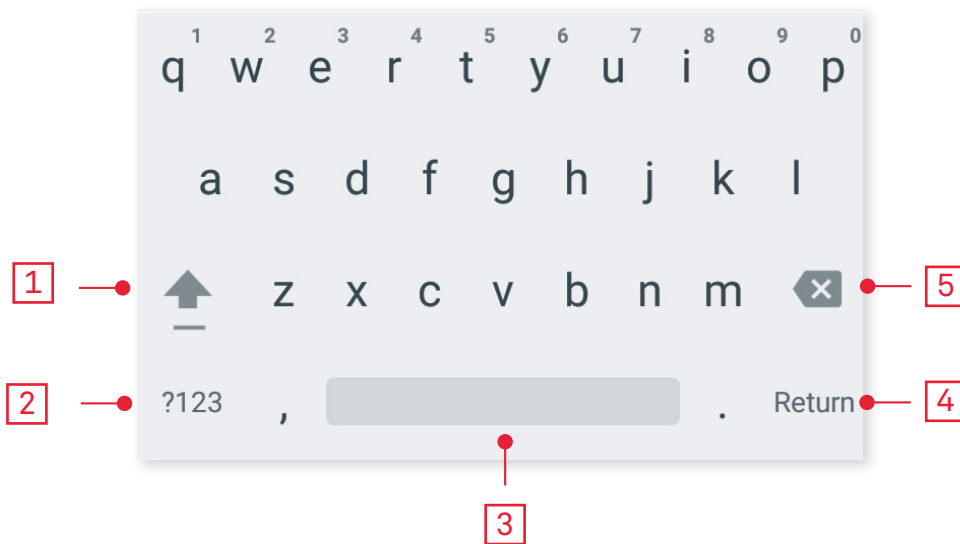 1 2 3 4 5 6 7 8 9 0
q w e r t y u i o p
a s d f g h j k l
1 z x c v b n m 5
2 ?123 , . Return 4
3